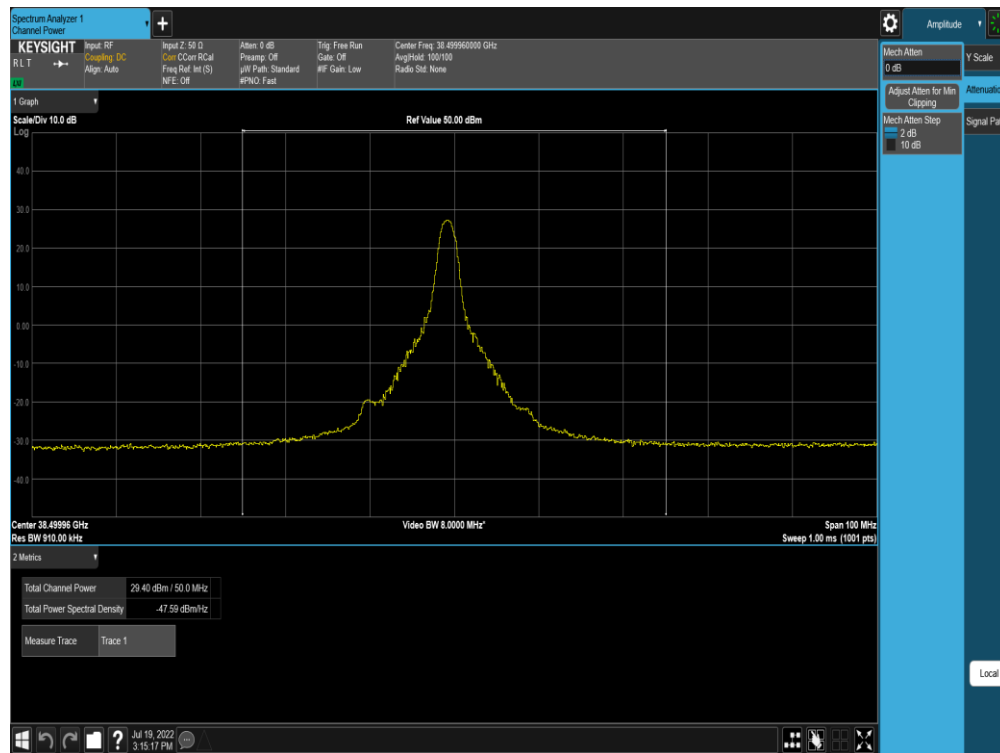 Spectrum Analyzer 1
Channel Power
+
Amplitude
KEYSIGHT
R L T
LW
Input: RF
Coupling: DC
Align: Auto
Input Z: 50 Ω
Corr CCorr RCal
Freq Ref: Int (S)
NFE: Off
Atten: 0 dB
Preamp: Off
µW Path: Standard
#PNO: Fast
Trig: Free Run
Gate: Off
#IF Gain: Low
Center Freq: 38.499960000 GHz
Avg|Hold: 100/100
Radio Std: None
Mech Atten
0 dB
Adjust Atten for Min
Clipping
Mech Atten Step
2 dB
10 dB
Y Scale
Attenuatio
Signal Pat
1 Graph
Scale/Div 10.0 dB
Ref Value 50.00 dBm
Log
40.0
30.0
20.0
10.0
0.00
-10.0
-20.0
-30.0
-40.0
Center 38.49996 GHz
Video BW 8.0000 MHz*
Span 100 MHz
Res BW 910.00 kHz
Sweep 1.00 ms (1001 pts)
2 Metrics
Total Channel Power 29.40 dBm / 50.0 MHz
Total Power Spectral Density -47.59 dBm/Hz
Measure Trace Trace 1
Local
?
Jul 19, 2022
3:15:17 PM